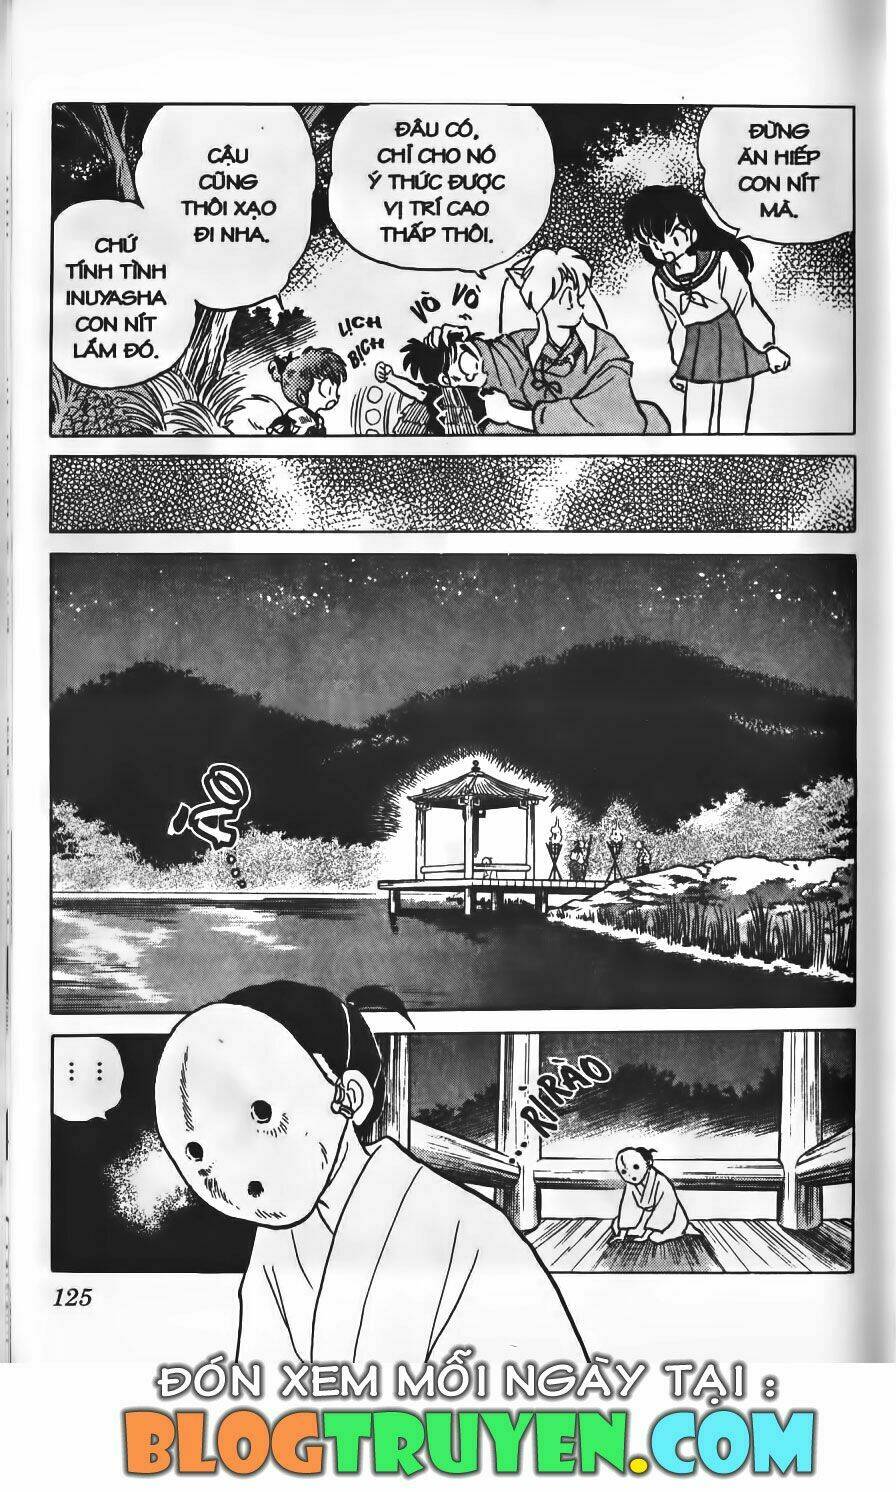 ĐỪNG
ĂN HIẾP
CON NÍT
MÀ.
ĐÂU CÓ,
CHỈ CHO NÓ
Ý THỨC ĐƯỢC
VỊ TRÍ CAO
THẤP THÔI.
CẬU
CŨNG
THÔI XẠO
ĐI NHA.
CHỨ
TÍNH TÌNH
INUYASHA
CON NÍT
LẮM ĐÓ.
VÒ VÒ
LỊCH
BỊCH
ÀO...
RÌ RÀO...
... ...
125
ĐÓN XEM MỖI NGÀY TẠI :
BLOGTRUYEN.COM